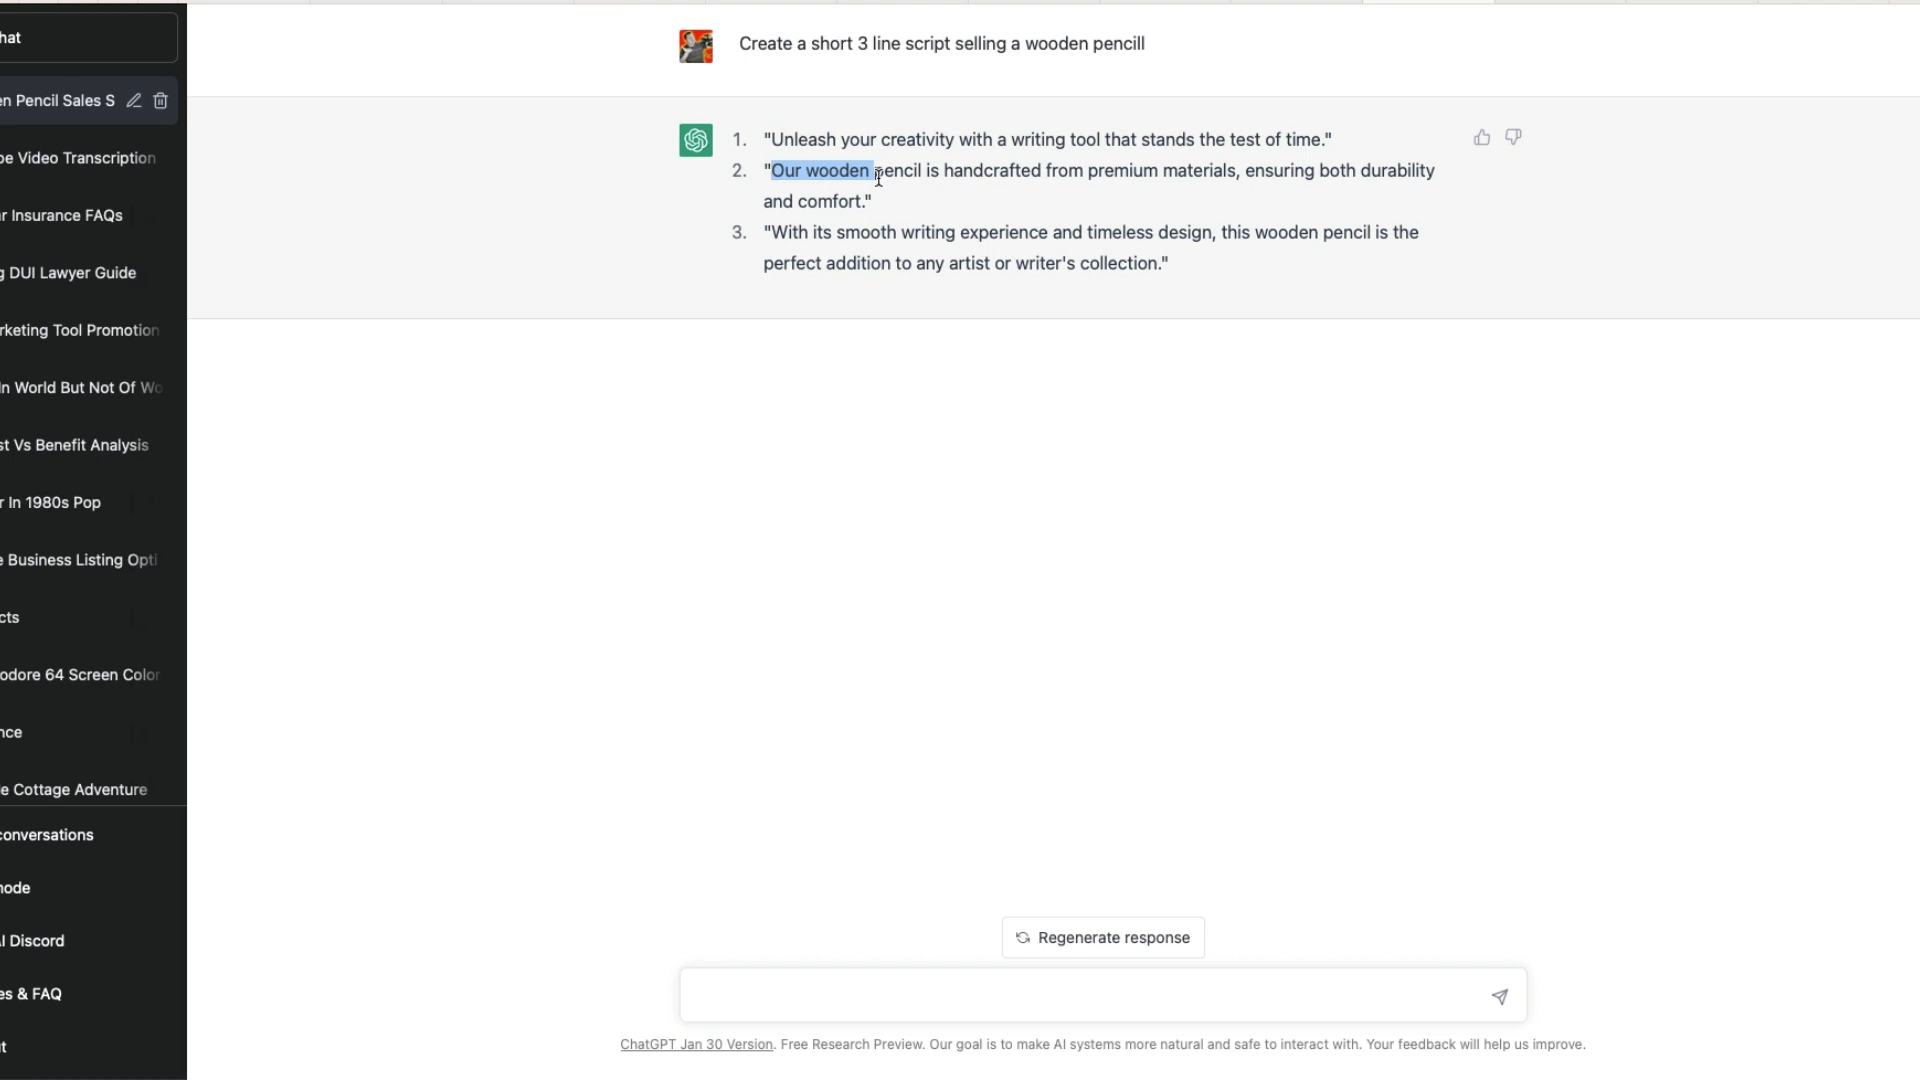 hat
en Pencil Sales S
be Video Transcription
r Insurance FAQs
g DUI Lawyer Guide
rketing Tool Promotion
In World But Not Of Wo
st Vs Benefit Analysis
r In 1980s Pop
e Business Listing Opti
cts
odore 64 Screen Color
nce
e Cottage Adventure
conversations
mode
AI Discord
es & FAQ
t
Create a short 3 line script selling a wooden pencill
1. "Unleash your creativity with a writing tool that stands the test of time."
2. "Our wooden pencil is handcrafted from premium materials, ensuring both durability
and comfort."
3. "With its smooth writing experience and timeless design, this wooden pencil is the
perfect addition to any artist or writer's collection."
Regenerate response
ChatGPT Jan 30 Version. Free Research Preview. Our goal is to make AI systems more natural and safe to interact with. Your feedback will help us improve.